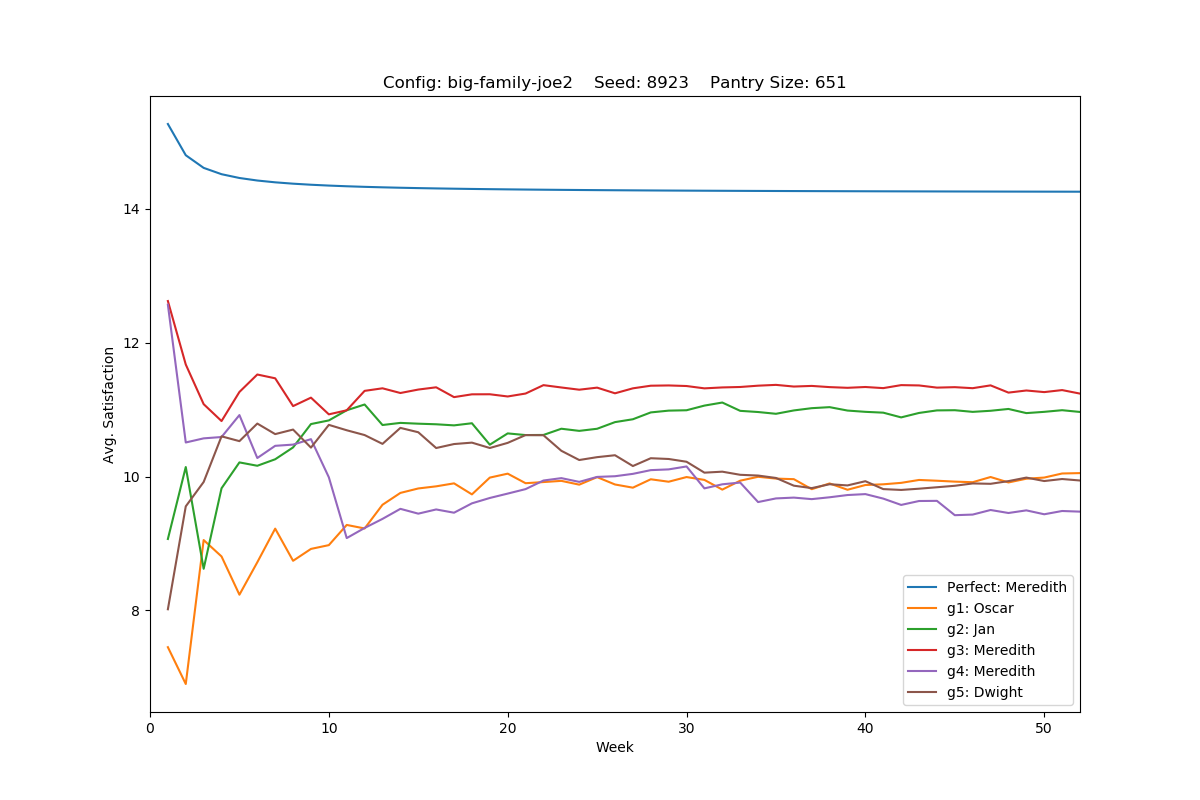 Config: big-family-joe2    Seed: 8923    Pantry Size: 651
Avg. Satisfaction
14
12
10
8
0
10
20
30
40
50
Week
Perfect: Meredith
g1: Oscar
g2: Jan
g3: Meredith
g4: Meredith
g5: Dwight